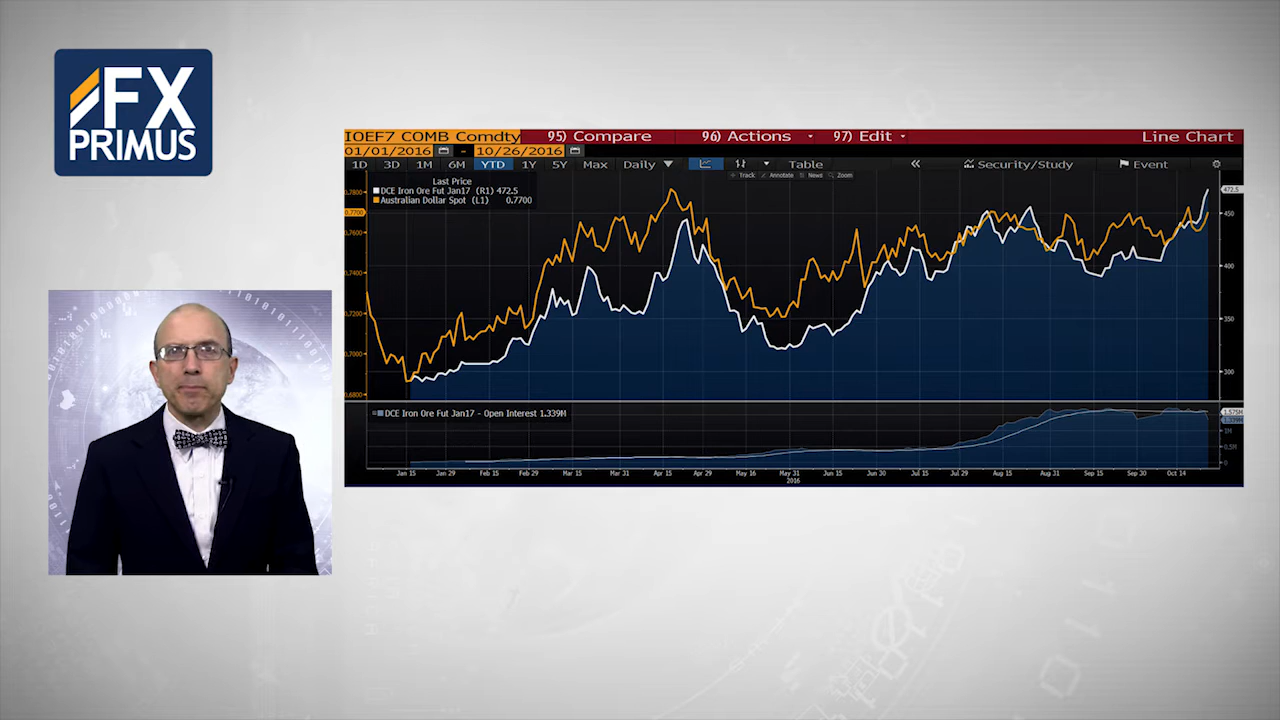 FX
PRIMUS
IOEF7 COMB Comdty 95) Compare 96) Actions 97) Edit Line Chart
01/01/2016 - 10/26/2016
1D 3D 1M 6M YTD 1Y 5Y Max Daily Table « Security/Study Event
Track Annotate News Zoom
Last Price
DCE Iron Ore Fut Jan17 (R1) 472.5
Australian Dollar Spot (L1) 0.7700
0.7800
0.7700
0.7600
0.7400
0.7200
0.7000
0.6800
472.5
450
400
350
300
DCE Iron Ore Fut Jan17 - Open Interest 1.339M
1.575M
1.339M
1M
0.5M
0
Jan 15 Jan 29 Feb 15 Feb 29 Mar 15 Mar 31 Apr 15 Apr 29 May 16 May 31 Jun 15 Jun 30 Jul 15 Jul 29 Aug 15 Aug 31 Sep 15 Sep 30 Oct 14
2016